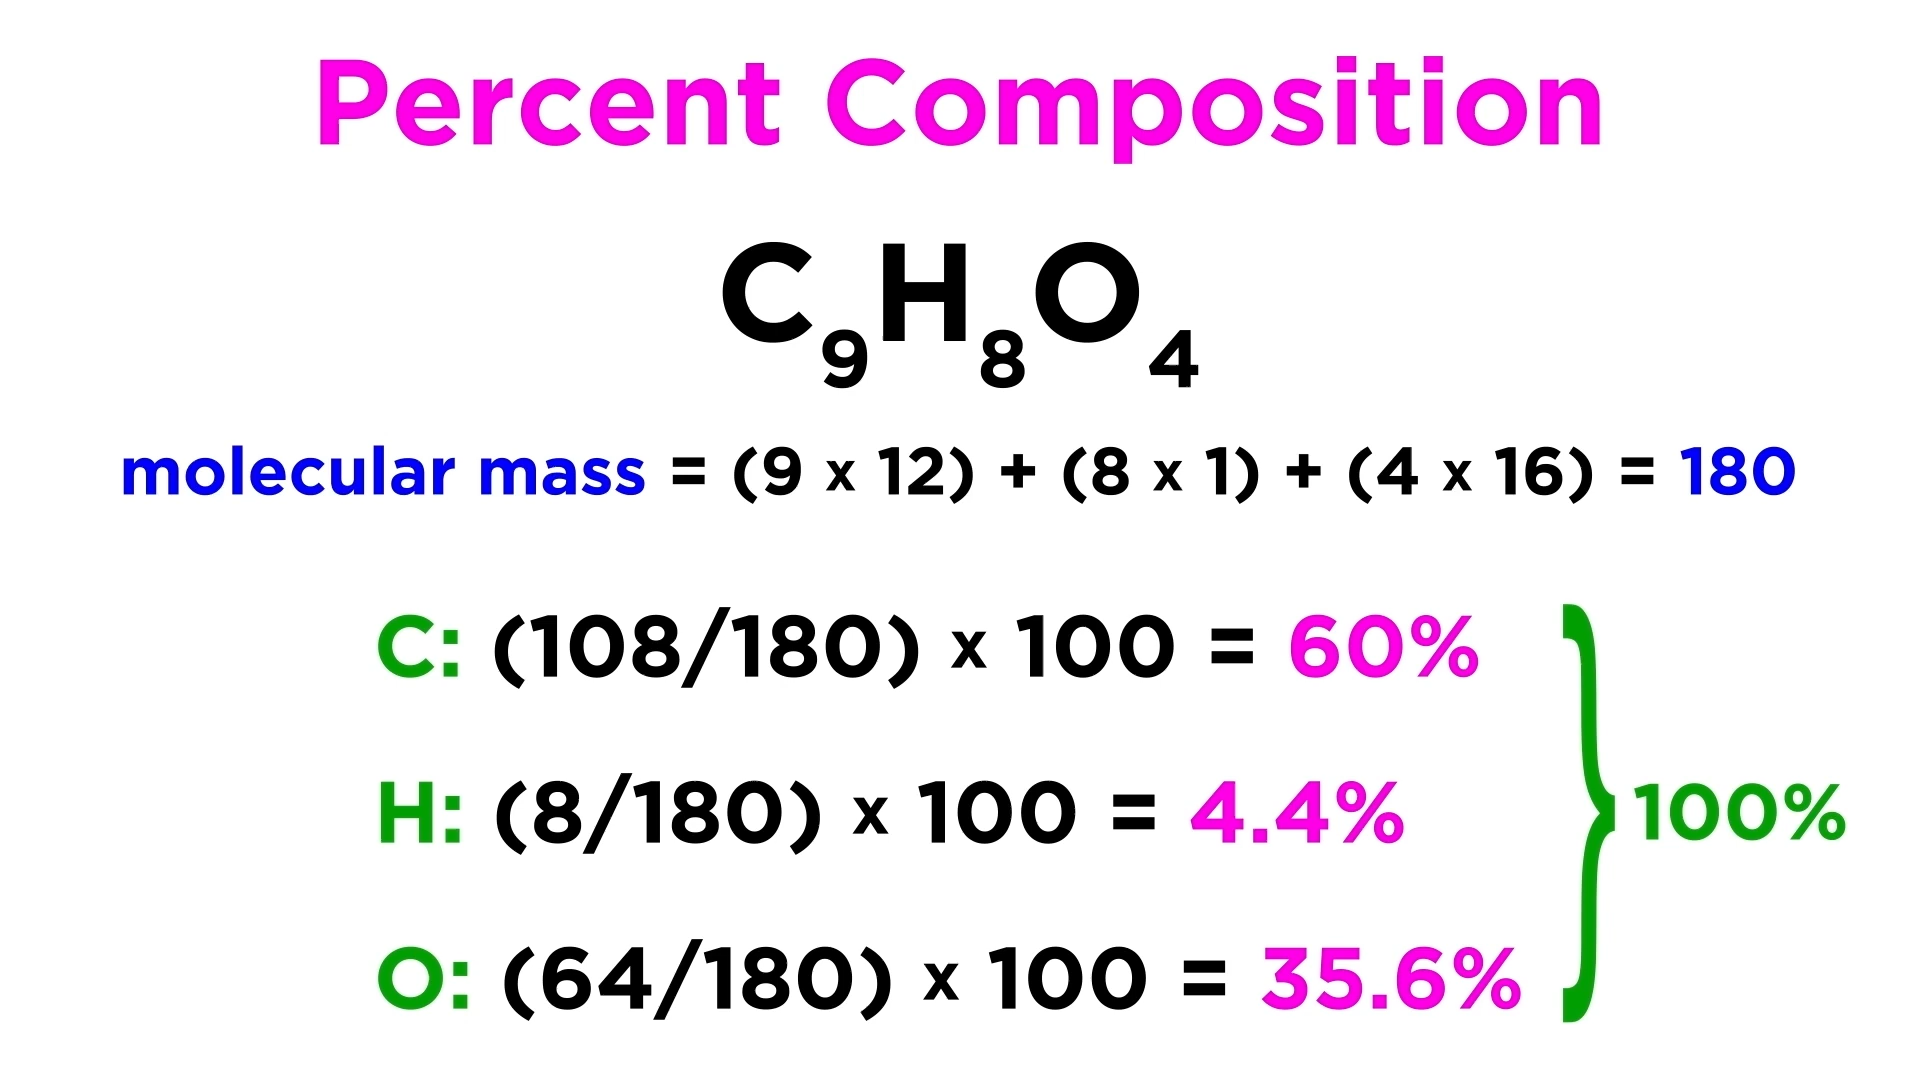 Percent Composition
C₉H₈O₄
molecular mass = (9 x 12) + (8 x 1) + (4 x 16) = 180
C: (108/180) x 100 = 60%
H: (8/180) x 100 = 4.4%
100%
O: (64/180) x 100 = 35.6%